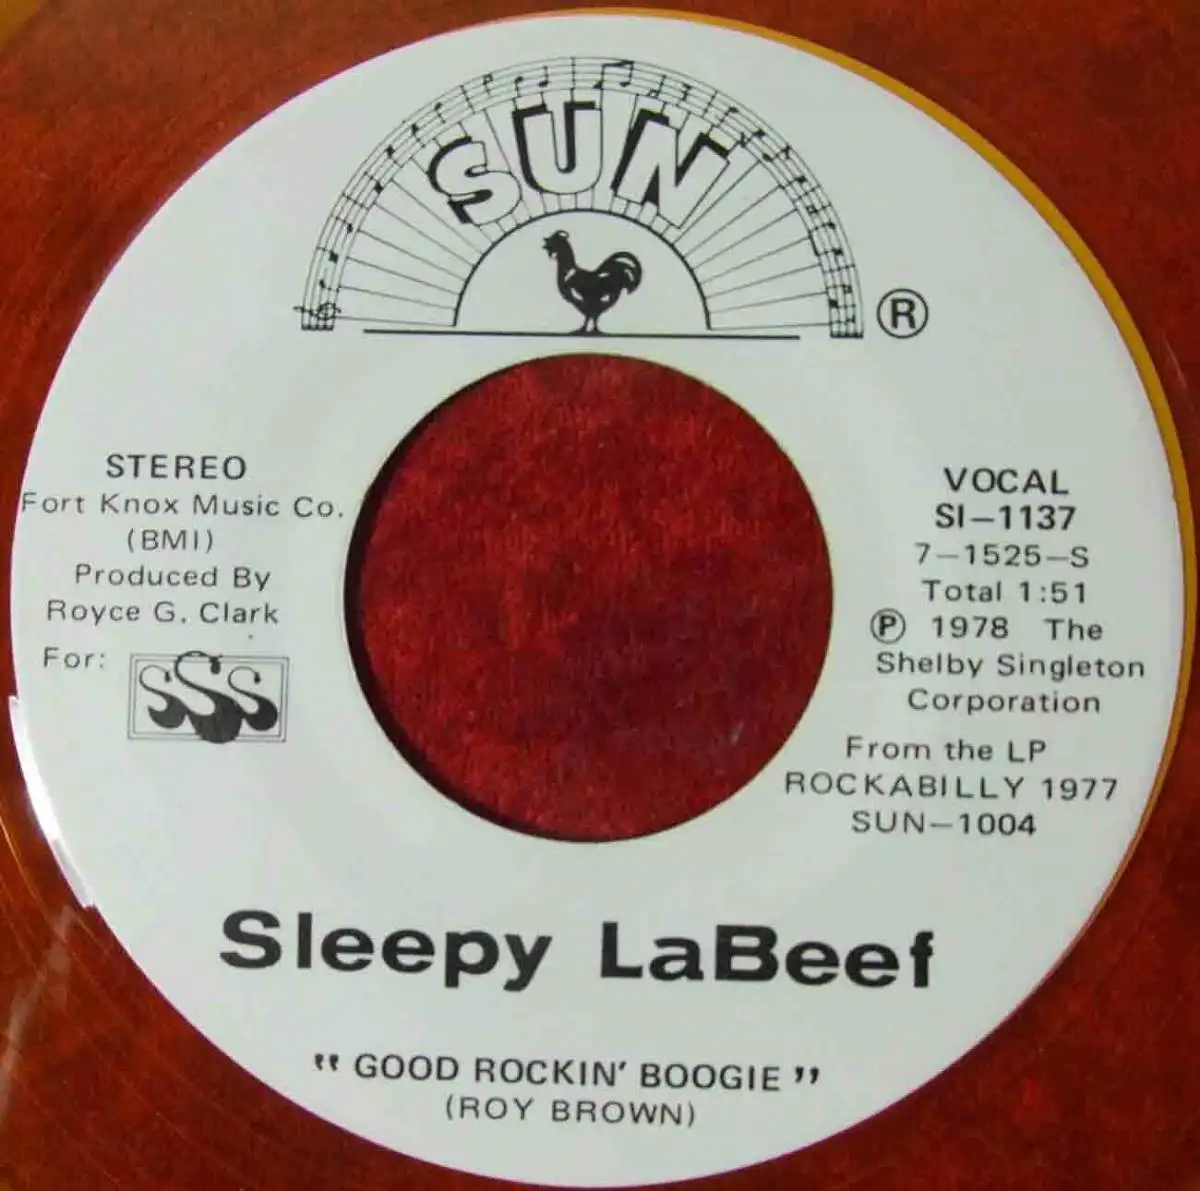 SUN
®
STEREO
Fort Knox Music Co.
(BMI)
Produced By
Royce G. Clark
For:
SSS
VOCAL
SI-1137
7-1525-S
Total 1:51
℗ 1978 The
Shelby Singleton
Corporation
From the LP
ROCKABILLY 1977
SUN-1004
Sleepy LaBeef
"GOOD ROCKIN' BOOGIE"
(ROY BROWN)